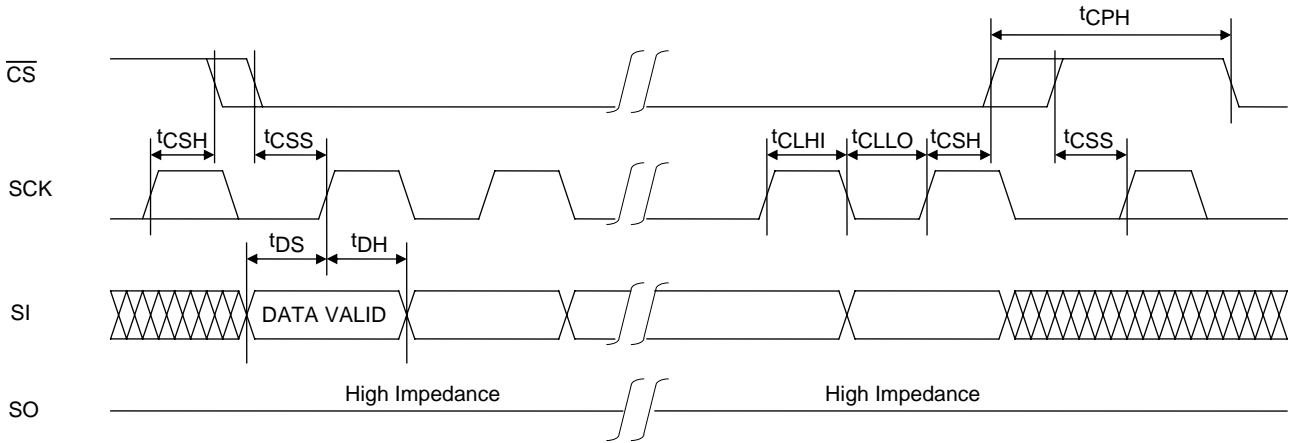 tCPH
CS
tCSH tCSS tCLHI tCLLO tCSH tCSS
SCK
tDS tDH
SI DATA VALID
High Impedance High Impedance
SO